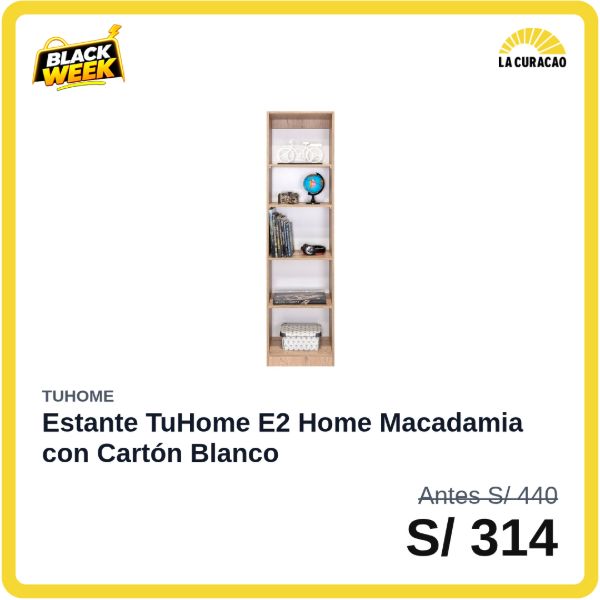 BLACK
WEEK
LA CURACAO
TUHOME
Estante TuHome E2 Home Macadamia
con Cartón Blanco
Antes S/ 440
S/ 314